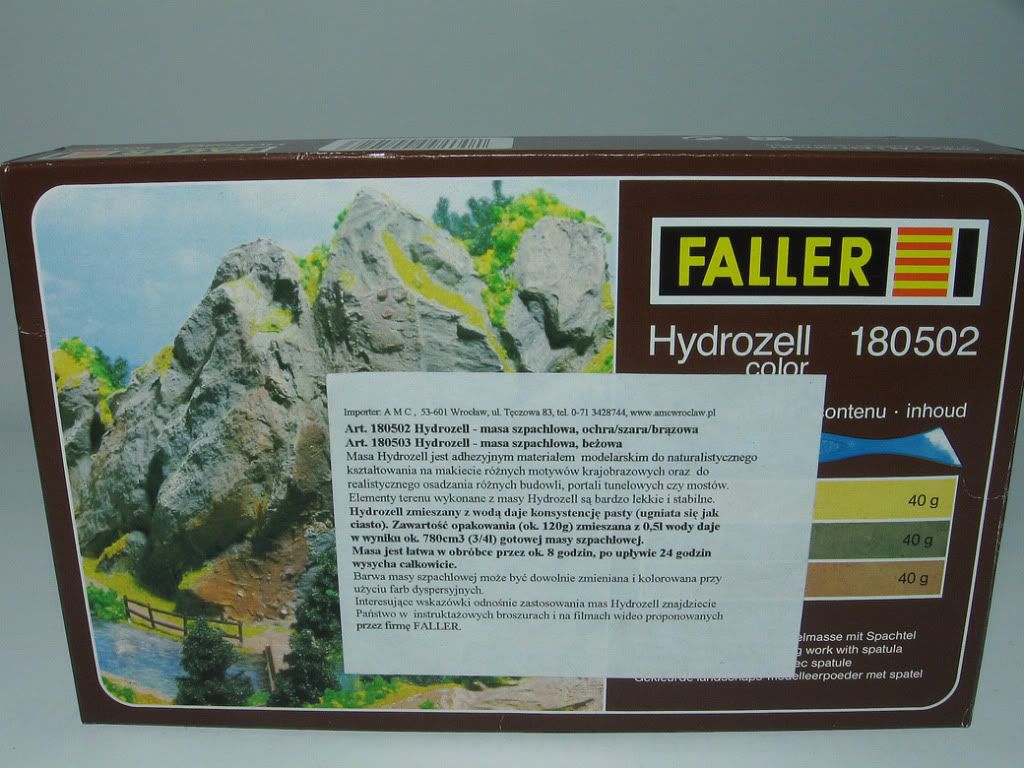 FALLER
FALLER
Hydrozell 180502
color
contenu · inhoud
Importer: A M C , 53-601 Wrocław, ul. Tęczowa 83, tel. 0-71 3428744, www.amcwroclaw.pl
Art. 180502 Hydrozell - masa szpachlowa, ochra/szara/brązowa
Art. 180503 Hydrozell - masa szpachlowa, beżowa
Masa Hydrozell jest adhezyjnym materiałem modelarskim do naturalistycznego
kształtowania na makiecie różnych motywów krajobrazowych oraz do
realistycznego osadzania różnych budowli, portali tunelowych czy mostów.
Elementy terenu wykonane z masy Hydrozell są bardzo lekkie i stabilne.
Hydrozell zmieszany z wodą daje konsystencję pasty (ugniata się jak
ciasto). Zawartość opakowania (ok. 120g) zmieszana z 0,5l wody daje
w wyniku ok. 780cm3 (3/4l) gotowej masy szpachlowej.
Masa jest łatwa w obróbce przez ok. 8 godzin, po upływie 24 godzin
wysycha całkowicie.
Barwa masy szpachlowej może być dowolnie zmieniana i kolorowana przy
użyciu farb dyspersyjnych.
Interesujące wskazówki odnośnie zastosowania mas Hydrozell znajdziecie
Państwo w instruktażowych broszurach i na filmach wideo proponowanych
przez firmę FALLER.
40 g
40 g
40 g
elmasse mit Spachtel
g work with spatula
ec spatule
modelleerpoeder met spatel